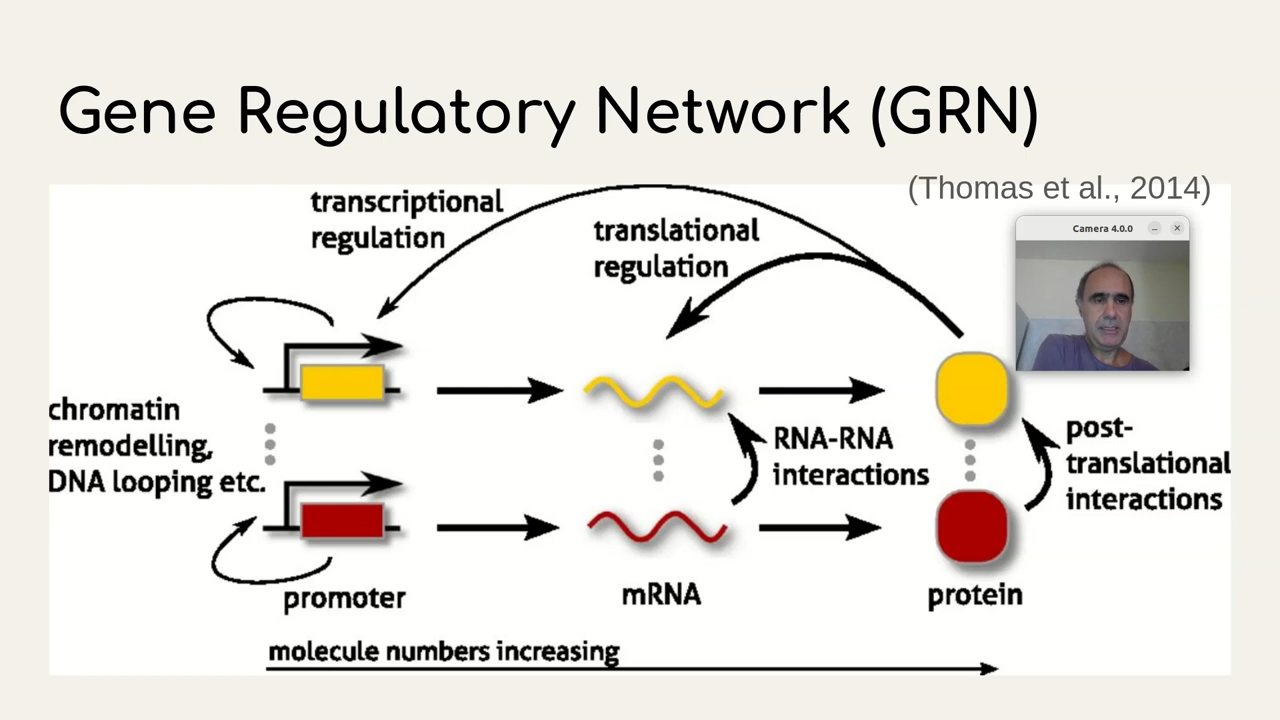 Gene Regulatory Network (GRN)
(Thomas et al., 2014)
transcriptional
regulation
translational
regulation
Camera 4.0.0
chromatin
remodelling,
DNA looping etc.
RNA-RNA
interactions
post-
translational
interactions
promoter
mRNA
protein
molecule numbers increasing